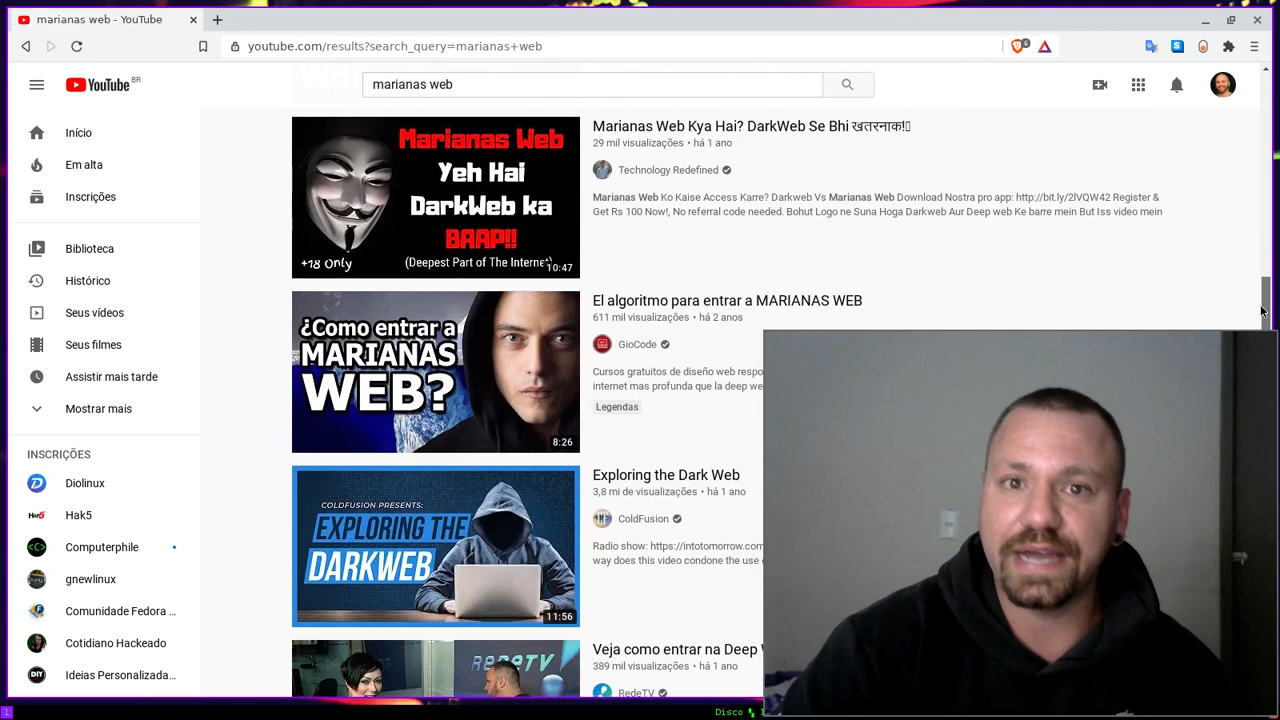 marianas web - YouTube
youtube.com/results?search_query=marianas+web
6
YouTube BR
marianas web
Início
Em alta
Inscrições
Biblioteca
Histórico
Seus vídeos
Seus filmes
Assistir mais tarde
Mostrar mais
INSCRIÇÕES
Diolinux
Hak5
Computerphile
gnewlinux
Comunidade Fedora ...
Cotidiano Hackeado
Ideias Personalizada...
Marianas Web
Yeh Hai
DarkWeb ka
BAAP!!
+18 Only
(Deepest Part of The Internet)
10:47
Marianas Web Kya Hai? DarkWeb Se Bhi खतरनाक!
29 mil visualizações • há 1 ano
Technology Redefined
Marianas Web Ko Kaise Access Karre? Darkweb Vs Marianas Web Download Nostra pro app: http://bit.ly/2lVQW42 Register &
Get Rs 100 Now!, No referral code needed. Bohut Logo ne Suna Hoga Darkweb Aur Deep web Ke barre mein But Iss video mein
¿Como entrar a
MARIANAS
WEB?
8:26
El algoritmo para entrar a MARIANAS WEB
611 mil visualizações • há 2 anos
GioCode
Cursos gratuitos de diseño web respo
internet mas profunda que la deep we
Legendas
COLDFUSION PRESENTS:
EXPLORING THE
DARKWEB
11:56
Exploring the Dark Web
3,8 mi de visualizações • há 1 ano
ColdFusion
Radio show: https://intotomorrow.com
way does this video condone the use o
REDETV
Veja como entrar na Deep
389 mil visualizações • há 1 ano
RedeTV
1
Disco